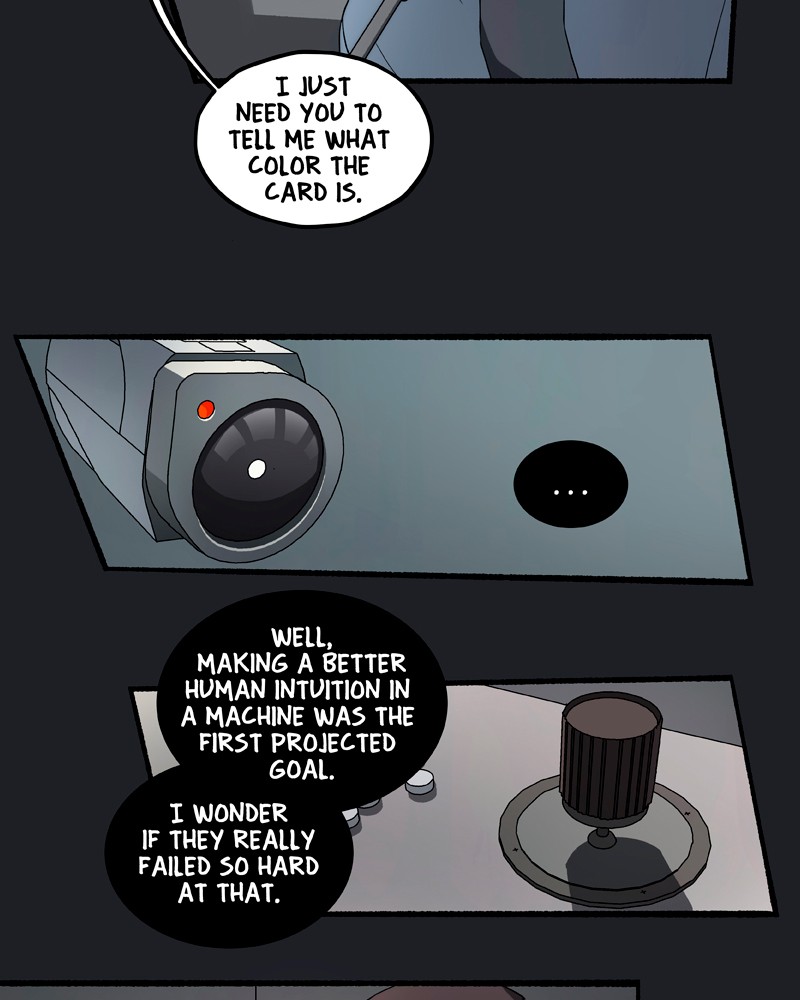 I JUST
NEED YOU TO
TELL ME WHAT
COLOR THE
CARD IS.
...
WELL,
MAKING A BETTER
HUMAN INTUITION IN
A MACHINE WAS THE
FIRST PROJECTED
GOAL.
I WONDER
IF THEY REALLY
FAILED SO HARD
AT THAT.